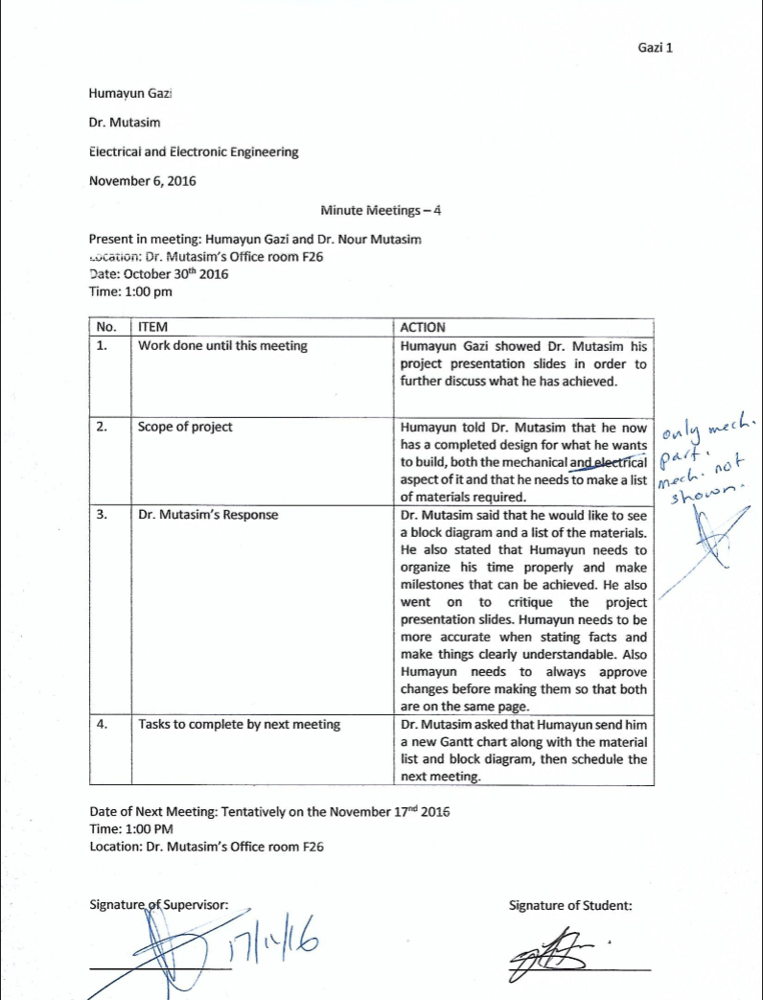 Gazi 1
Humayun Gazi
Dr. Mutasim
Electrical and Electronic Engineering
November 6, 2016
Minute Meetings – 4
Present in meeting: Humayun Gazi and Dr. Nour Mutasim
Location: Dr. Mutasim's Office room F26
Date: October 30th 2016
Time: 1:00 pm
No. ITEM ACTION
1. Work done until this meeting Humayun Gazi showed Dr. Mutasim his
project presentation slides in order to
further discuss what he has achieved.
2. Scope of project Humayun told Dr. Mutasim that he now
has a completed design for what he wants
to build, both the mechanical and electrical
aspect of it and that he needs to make a list
of materials required.
only mech.
part.
mech. not
shown.
3. Dr. Mutasim's Response Dr. Mutasim said that he would like to see
a block diagram and a list of the materials.
He also stated that Humayun needs to
organize his time properly and make
milestones that can be achieved. He also
went on to critique the project
presentation slides. Humayun needs to be
more accurate when stating facts and
make things clearly understandable. Also
Humayun needs to always approve
changes before making them so that both
are on the same page.
4. Tasks to complete by next meeting Dr. Mutasim asked that Humayun send him
a new Gantt chart along with the material
list and block diagram, then schedule the
next meeting.
Date of Next Meeting: Tentatively on the November 17nd 2016
Time: 1:00 PM
Location: Dr. Mutasim's Office room F26
Signature of Supervisor: Signature of Student:
17/11/16